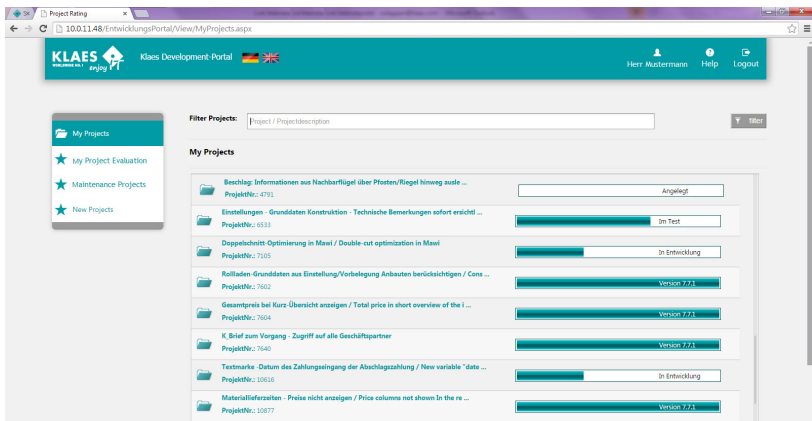 Project Rating
10.0.11.48/EntwicklungsPortal/View/MyProjects.aspx
KLAES
WORLDWIDE NO. 1
enjoy it
Klaes Development-Portal
Herr Mustermann
Help
Logout
My Projects
My Project Evaluation
Maintenance Projects
New Projects
Filter Projects:
Project / Projectdescription
filter
My Projects
Beschlag: Informationen aus Nachbarflügel über Pfosten/Riegel hinweg ausle ...
ProjektNr.: 4791
Angelegt
Einstellungen - Grunddaten Konstruktion - Technische Bemerkungen sofort ersichtl ...
ProjektNr.: 6533
Im Test
Doppelschnitt-Optimierung in Mawi / Double-cut optimization in Mawi
ProjektNr.: 7105
In Entwicklung
Rollladen-Grunddaten aus Einstellung/Vorbelegung Anbauten berücksichtigen / Cons ...
ProjektNr.: 7602
Version 7.7.1
Gesamtpreis bei Kurz-Übersicht anzeigen / Total price in short overview of the i ...
ProjektNr.: 7604
Version 7.7.1
K_Brief zum Vorgang - Zugriff auf alle Geschäftspartner
ProjektNr.: 7640
Version 7.7.1
Textmarke -Datum des Zahlungseingang der Abschlagszahlung / New variable "date ...
ProjektNr.: 10616
In Entwicklung
Materiallieferzeiten - Preise nicht anzeigen / Price columns not shown In the re ...
ProjektNr.: 10877
Version 7.7.1